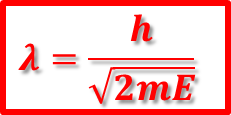 λ = h / √2mE